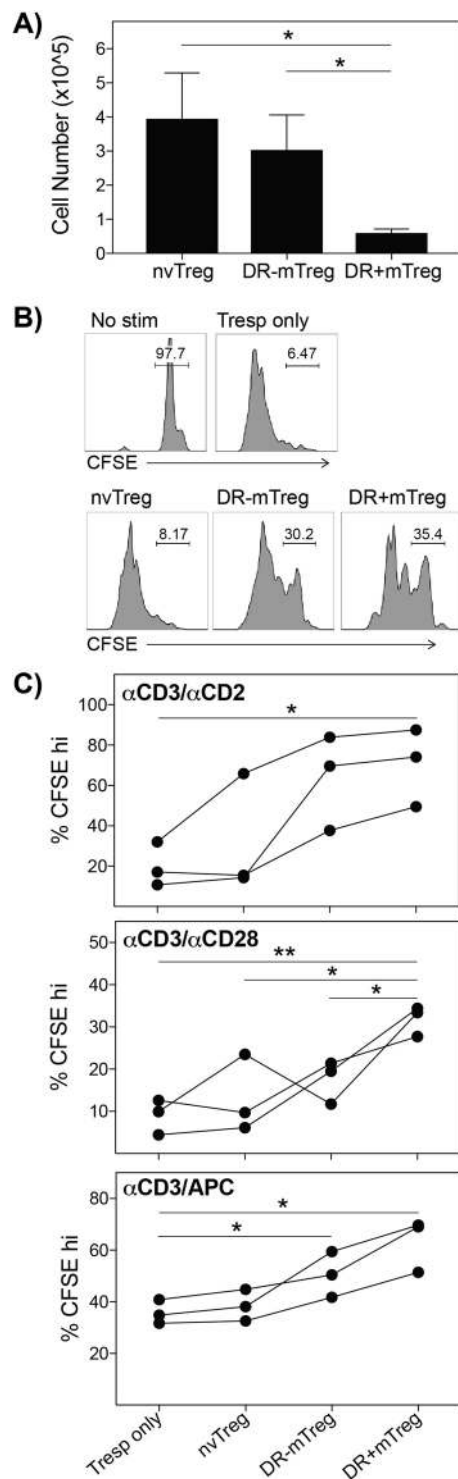 A)
Cell Number (x10^5)
6
5
4
3
2
1
0
*
*
nvTreg DR-mTreg DR+mTreg
B)
No stim Tresp only
97.7 6.47
CFSE
nvTreg DR-mTreg DR+mTreg
8.17 30.2 35.4
CFSE
C)
αCD3/αCD2
*
% CFSE hi
100
80
60
40
20
αCD3/αCD28
**
*
*
% CFSE hi
50
40
30
20
10
αCD3/APC
*
*
% CFSE hi
80
60
40
20
Tresp only nvTreg DR-mTreg DR+mTreg